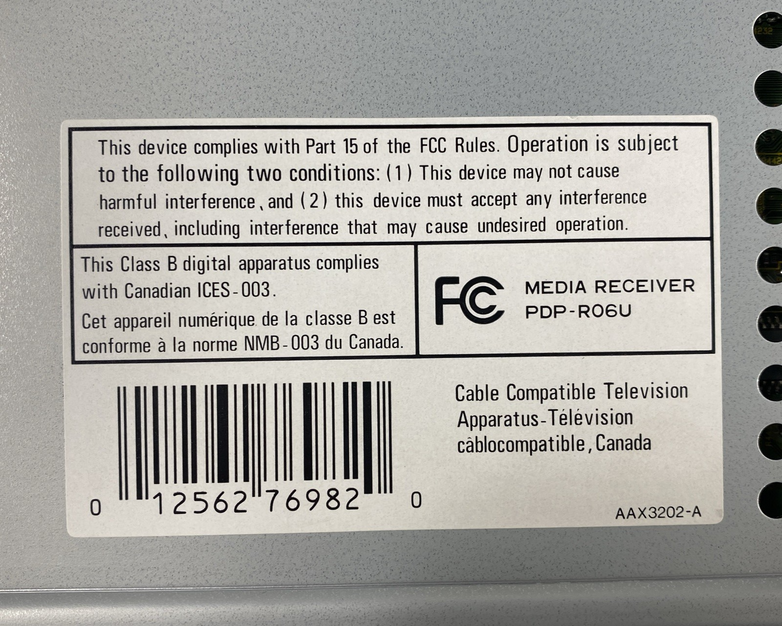 This device complies with Part 15 of the FCC Rules. Operation is subject
to the following two conditions: (1) This device may not cause
harmful interference, and (2) this device must accept any interference
received, including interference that may cause undesired operation.
This Class B digital apparatus complies
with Canadian ICES-003.
Cet appareil numérique de la classe B est
conforme à la norme NMB-003 du Canada.
FCC
MEDIA RECEIVER
PDP-R06U
Cable Compatible Television
Apparatus-Télévision
câblocompatible, Canada
0 12562 76982 0
AAX3202-A